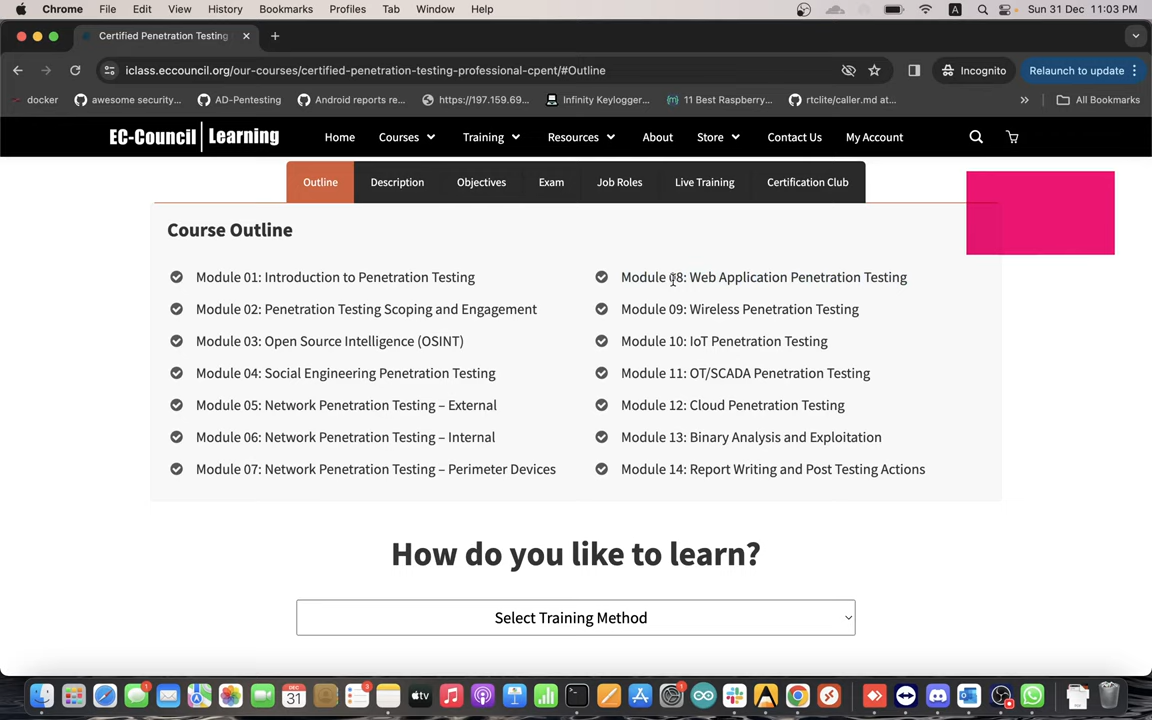 Chrome File Edit View History Bookmarks Profiles Tab Window Help A Sun 31 Dec 11:03 PM
Certified Penetration Testing
iclass.eccouncil.org/our-courses/certified-penetration-testing-professional-cpent/#Outline Incognito Relaunch to update
docker awesome security... AD-Pentesting Android reports re... https://197.159.69... Infinity Keylogger... 11 Best Raspberry... rtclite/caller.md at... All Bookmarks
EC-Council Learning Home Courses Training Resources About Store Contact Us My Account
Outline Description Objectives Exam Job Roles Live Training Certification Club
Course Outline
Module 01: Introduction to Penetration Testing
Module 02: Penetration Testing Scoping and Engagement
Module 03: Open Source Intelligence (OSINT)
Module 04: Social Engineering Penetration Testing
Module 05: Network Penetration Testing – External
Module 06: Network Penetration Testing – Internal
Module 07: Network Penetration Testing – Perimeter Devices
Module 08: Web Application Penetration Testing
Module 09: Wireless Penetration Testing
Module 10: IoT Penetration Testing
Module 11: OT/SCADA Penetration Testing
Module 12: Cloud Penetration Testing
Module 13: Binary Analysis and Exploitation
Module 14: Report Writing and Post Testing Actions
How do you like to learn?
Select Training Method